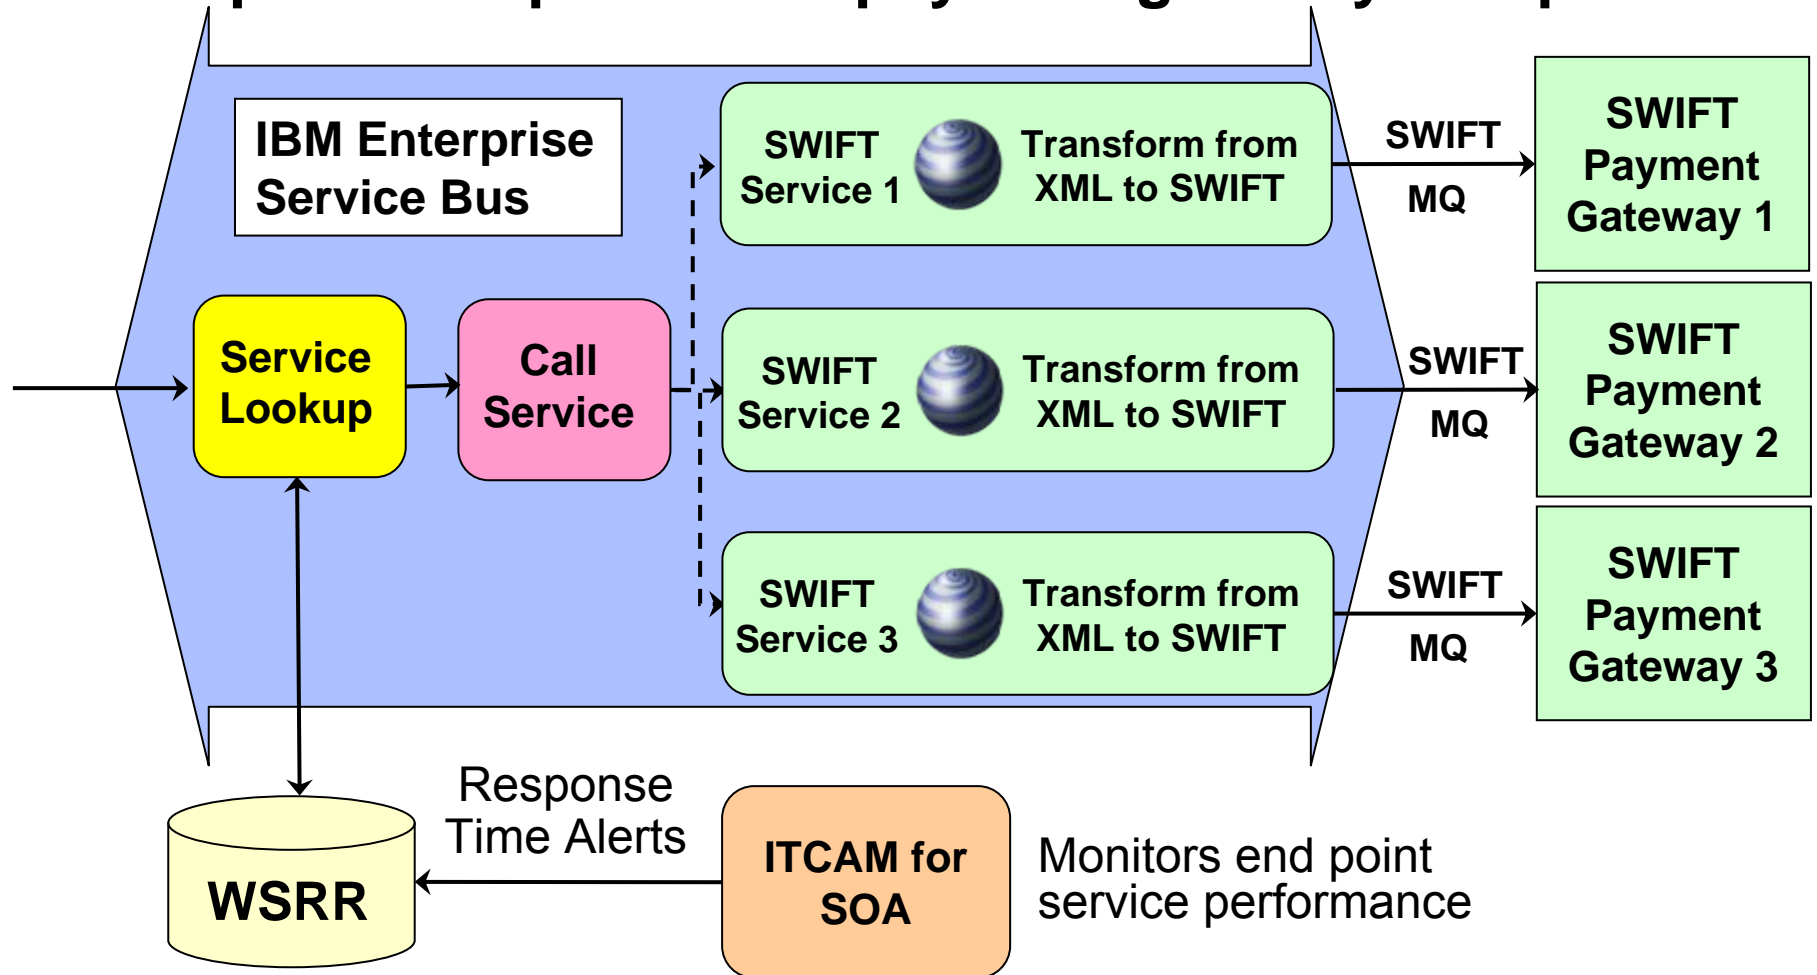 IBM Enterprise
Service Bus
SWIFT
Service 1
Transform from
XML to SWIFT
SWIFT
MQ
SWIFT
Payment
Gateway 1
Service
Lookup
Call
Service
SWIFT
Service 2
Transform from
XML to SWIFT
SWIFT
MQ
SWIFT
Payment
Gateway 2
SWIFT
Service 3
Transform from
XML to SWIFT
SWIFT
MQ
SWIFT
Payment
Gateway 3
WSRR
Response
Time Alerts
ITCAM for
SOA
Monitors end point
service performance